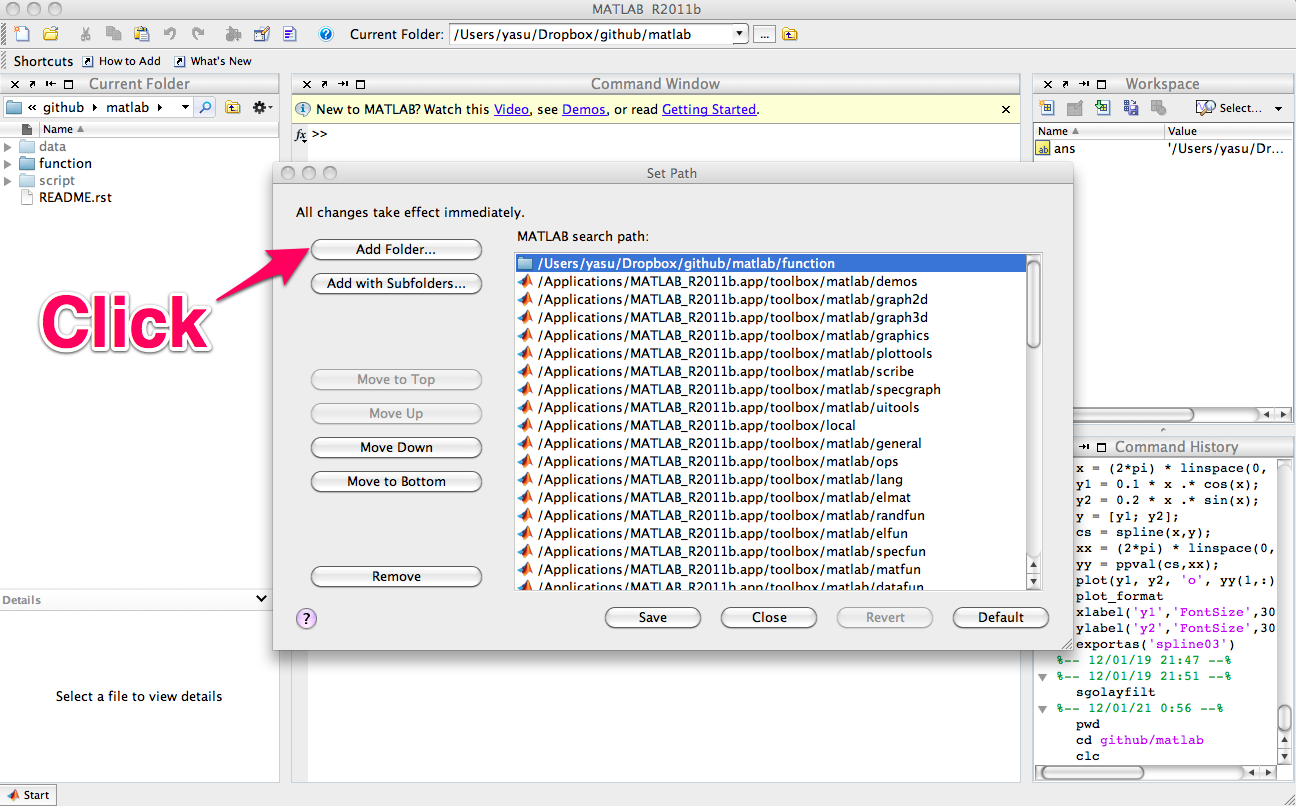 MATLAB R2011b
Current Folder: /Users/yasu/Dropbox/github/matlab ...
Shortcuts How to Add What's New
Current Folder
« github matlab
Name
data
function
script
README.rst
Details
Select a file to view details
Start
Command Window
New to MATLAB? Watch this Video, see Demos, or read Getting Started.
fx >>
Set Path
All changes take effect immediately.
Add Folder...
Add with Subfolders...
Click
Move to Top
Move Up
Move Down
Move to Bottom
Remove
MATLAB search path:
/Users/yasu/Dropbox/github/matlab/function
/Applications/MATLAB_R2011b.app/toolbox/matlab/demos
/Applications/MATLAB_R2011b.app/toolbox/matlab/graph2d
/Applications/MATLAB_R2011b.app/toolbox/matlab/graph3d
/Applications/MATLAB_R2011b.app/toolbox/matlab/graphics
/Applications/MATLAB_R2011b.app/toolbox/matlab/plottools
/Applications/MATLAB_R2011b.app/toolbox/matlab/scribe
/Applications/MATLAB_R2011b.app/toolbox/matlab/specgraph
/Applications/MATLAB_R2011b.app/toolbox/matlab/uitools
/Applications/MATLAB_R2011b.app/toolbox/local
/Applications/MATLAB_R2011b.app/toolbox/matlab/general
/Applications/MATLAB_R2011b.app/toolbox/matlab/ops
/Applications/MATLAB_R2011b.app/toolbox/matlab/lang
/Applications/MATLAB_R2011b.app/toolbox/matlab/elmat
/Applications/MATLAB_R2011b.app/toolbox/matlab/randfun
/Applications/MATLAB_R2011b.app/toolbox/matlab/elfun
/Applications/MATLAB_R2011b.app/toolbox/matlab/specfun
/Applications/MATLAB_R2011b.app/toolbox/matlab/matfun
/Applications/MATLAB_R2011b.app/toolbox/matlab/datafun
?
Save Close Revert Default
Workspace
Select...
Name Value
ab ans '/Users/yasu/Dr...
Command History
x = (2*pi) * linspace(0,
y1 = 0.1 * x .* cos(x);
y2 = 0.2 * x .* sin(x);
y = [y1; y2];
cs = spline(x,y);
xx = (2*pi) * linspace(0,
yy = ppval(cs,xx);
plot(y1, y2, 'o', yy(1,:)
plot_format
xlabel('y1','FontSize',30
ylabel('y2','FontSize',30
exportas('spline03')
%-- 12/01/19 21:47 --%
%-- 12/01/19 21:51 --%
sgolayfilt
%-- 12/01/21 0:56 --%
pwd
cd github/matlab
clc